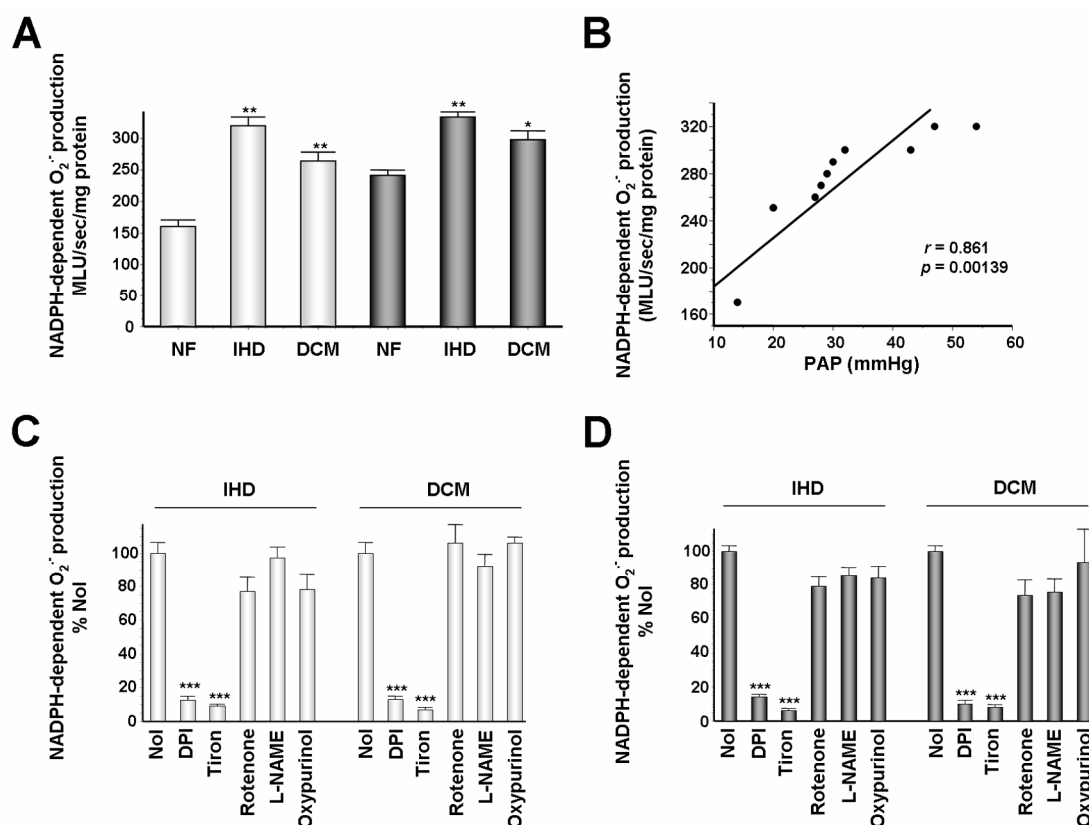 A
NADPH-dependent O2·- production
MLU/sec/mg protein
300
250
200
150
100
50
0
**
**
**
*
NF IHD DCM NF IHD DCM
B
NADPH-dependent O2·- production
(MLU/sec/mg protein)
320
280
240
200
160
r = 0.861
p = 0.00139
10 20 30 40 50 60
PAP (mmHg)
C
NADPH-dependent O2·- production
% NoI
IHD DCM
100
80
60
40
20
0
*** *** *** ***
NoI DPI Tiron Rotenone L-NAME Oxypurinol NoI DPI Tiron Rotenone L-NAME Oxypurinol
D
NADPH-dependent O2·- production
% NoI
IHD DCM
100
80
60
40
20
0
*** *** *** ***
NoI DPI Tiron Rotenone L-NAME Oxypurinol NoI DPI Tiron Rotenone L-NAME Oxypurinol